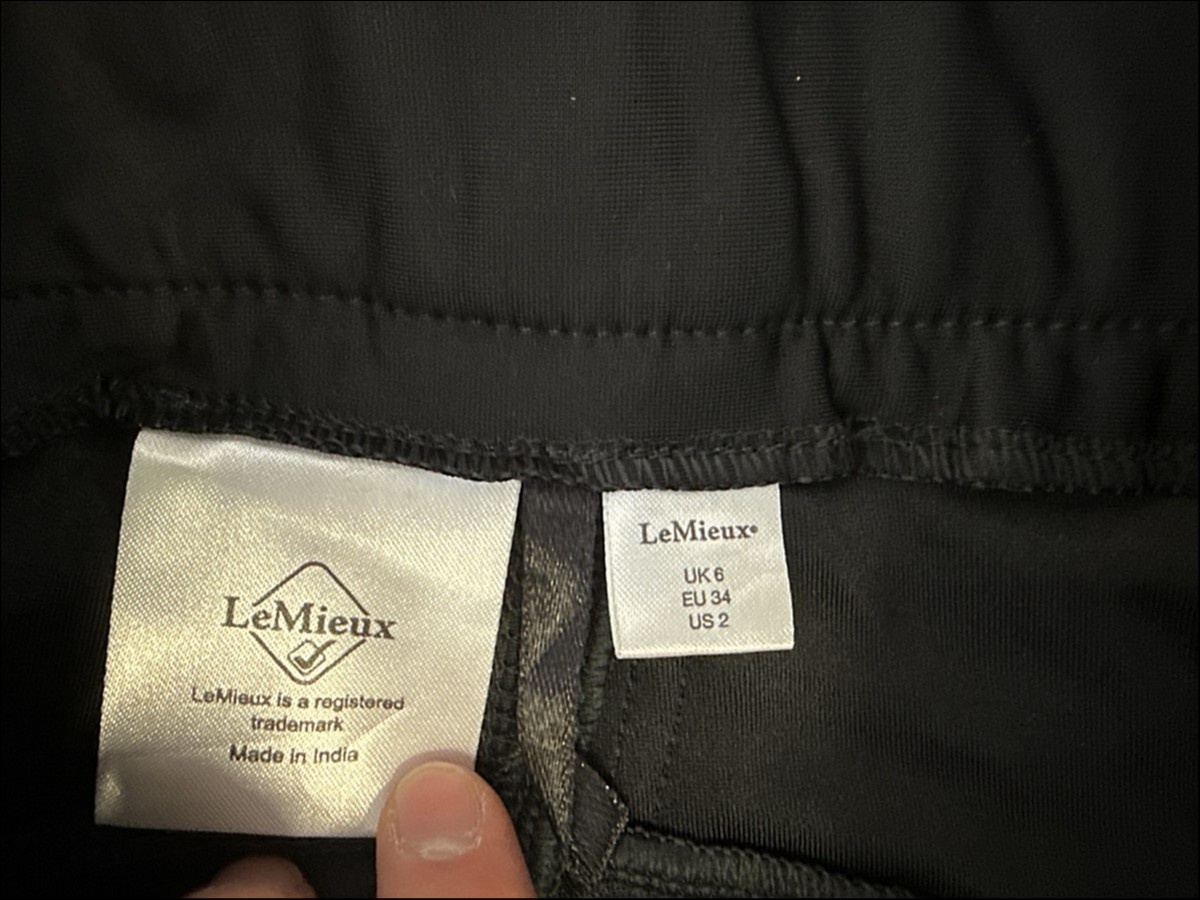 LeMieux
LeMieux is a registered
trademark
Made in India
LeMieux
UK 6
EU 34
US 2